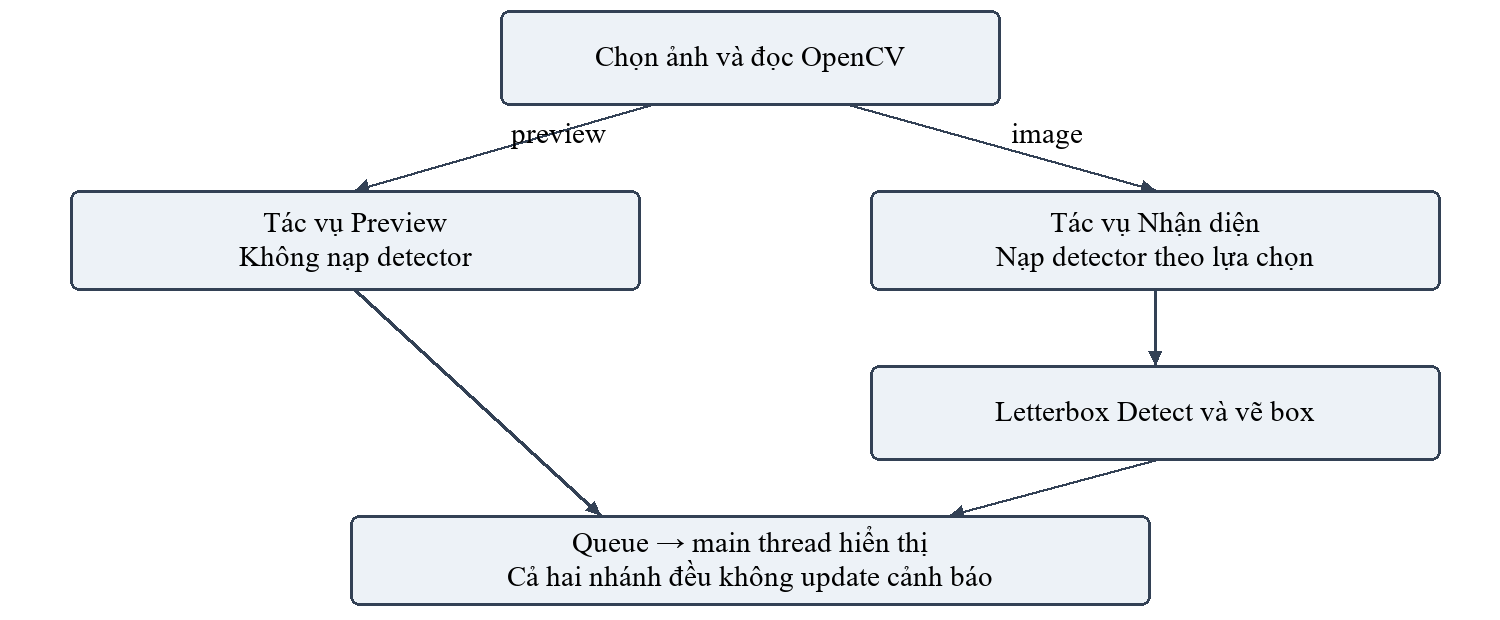 Chọn ảnh và đọc OpenCV
preview
image
Tác vụ Preview
Không nạp detector
Tác vụ Nhận diện
Nạp detector theo lựa chọn
Letterbox Detect và vẽ box
Queue → main thread hiển thị
Cả hai nhánh đều không update cảnh báo